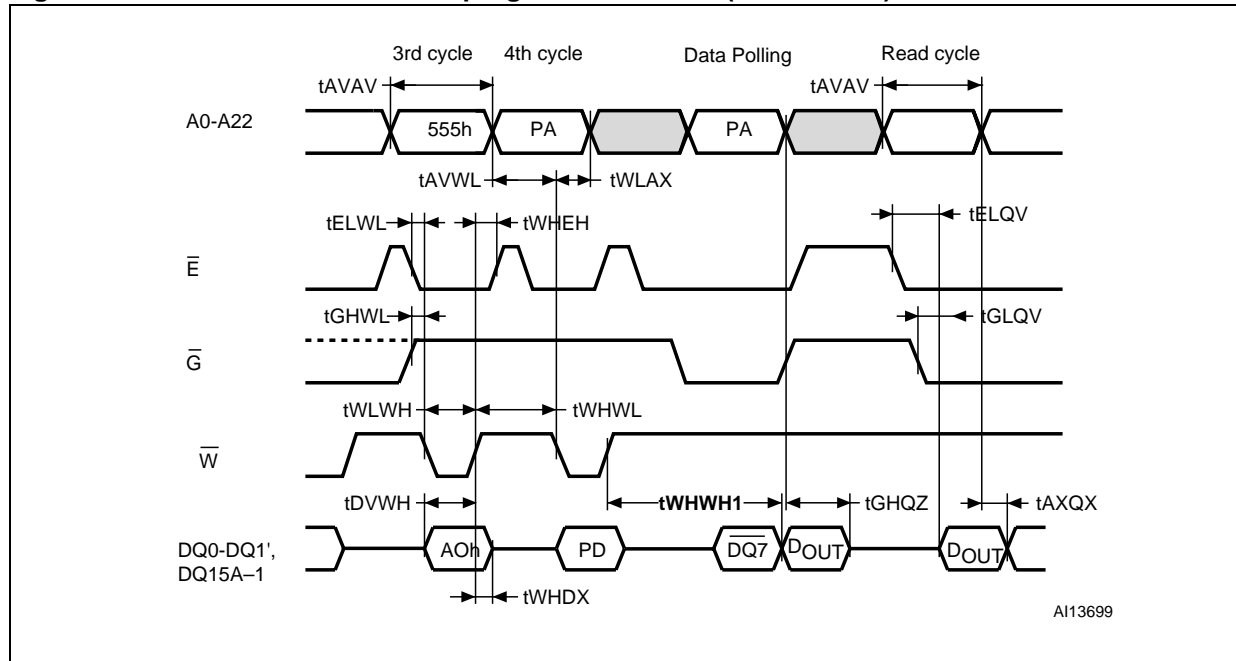 3rd cycle 4th cycle Data Polling Read cycle
tAVAV tAVAV
A0-A22 555h PA PA
tAVWL tWLAX
tELWL tWHEH tELQV
E
tGHWL tGLQV
G
tWLWH tWHWL
W
tDVWH tWHWH1 tGHQZ tAXQX
DQ0-DQ1', AOh PD DQ7 DOUT DOUT
DQ15A–1
tWHDX
AI13699